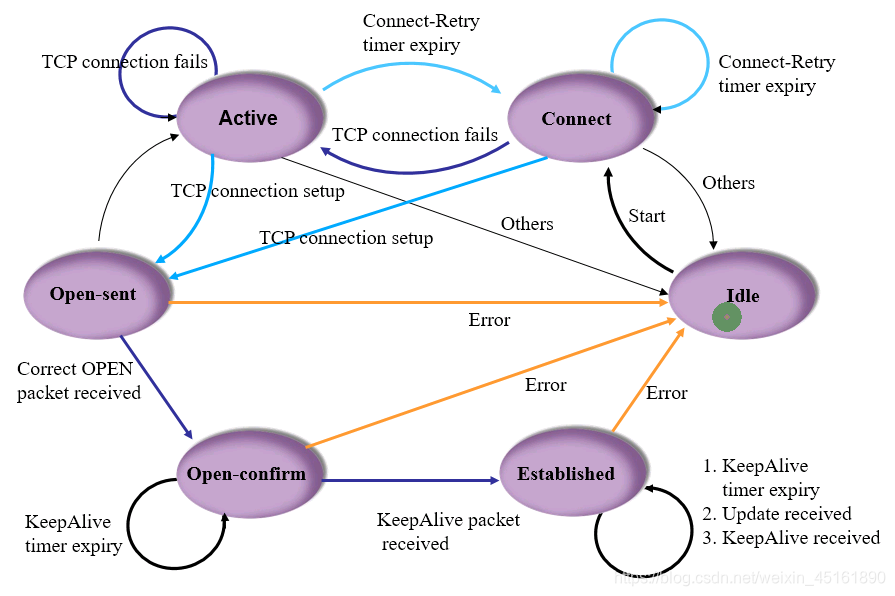 Connect-Retry
timer expiry
TCP connection fails
Connect-Retry
timer expiry
Active
Connect
TCP connection fails
Others
TCP connection setup
Start
Others
TCP connection setup
Open-sent
Idle
Error
Correct OPEN
packet received
Error
Error
Open-confirm
Established
1. KeepAlive
timer expiry
2. Update received
3. KeepAlive received
KeepAlive
timer expiry
KeepAlive packet
received
https://blog.csdn.net/weixin_45161890